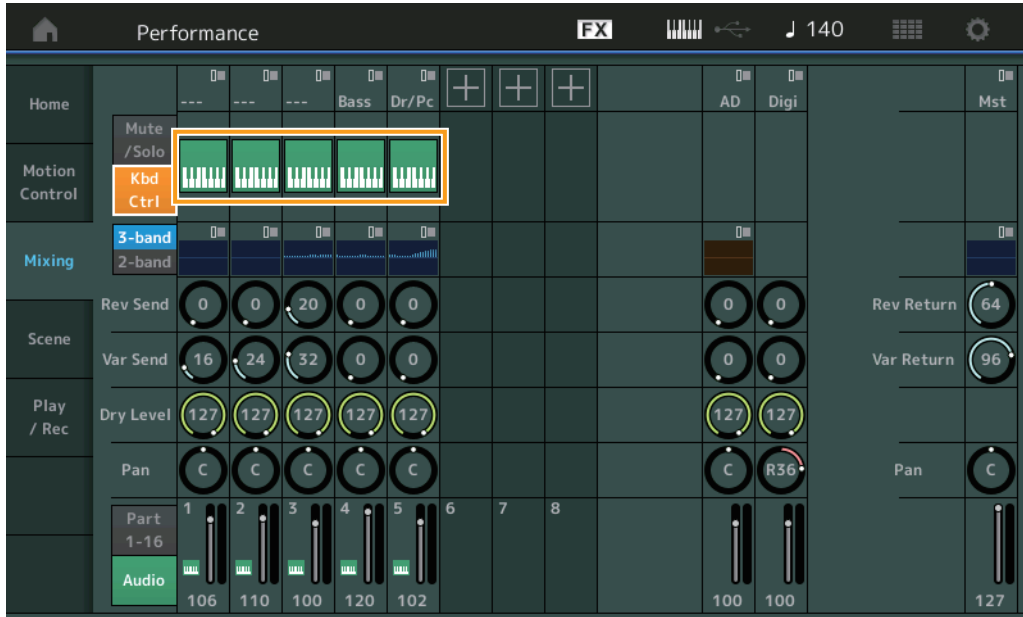 Performance FX 140
--- --- --- Bass Dr/Pc AD Digi Mst
Home
Mute
/Solo
Motion
Control
Kbd
Ctrl
3-band
2-band
Mixing
Rev Send 0 0 20 0 0 0 0 Rev Return 64
Scene
Var Send 16 24 32 0 0 0 0 Var Return 96
Play
/ Rec
Dry Level 127 127 127 127 127 127 127
Pan C C C C C C R36 Pan C
1 2 3 4 5 6 7 8
Part
1-16
Audio
106 110 100 120 102 100 100 127